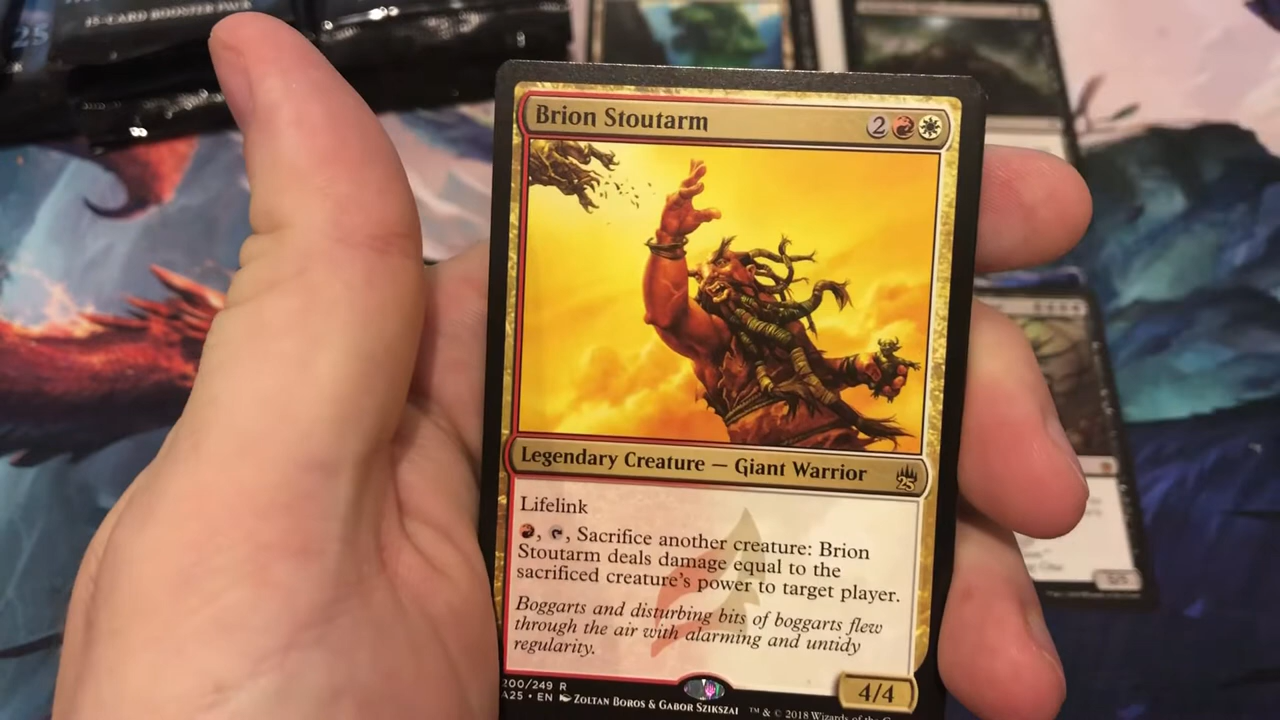 15-CARD BOOSTER PACK
25
Brion Stoutarm
2
Legendary Creature — Giant Warrior
25
Lifelink
, , Sacrifice another creature: Brion
Stoutarm deals damage equal to the
sacrificed creature's power to target player.
Boggarts and disturbing bits of boggarts flew
through the air with alarming and untidy
regularity.
4/4
200/249 R
A25 • EN ZOLTAN BOROS & GABOR SZIKSZAI
™ & © 2018 Wizards of the C